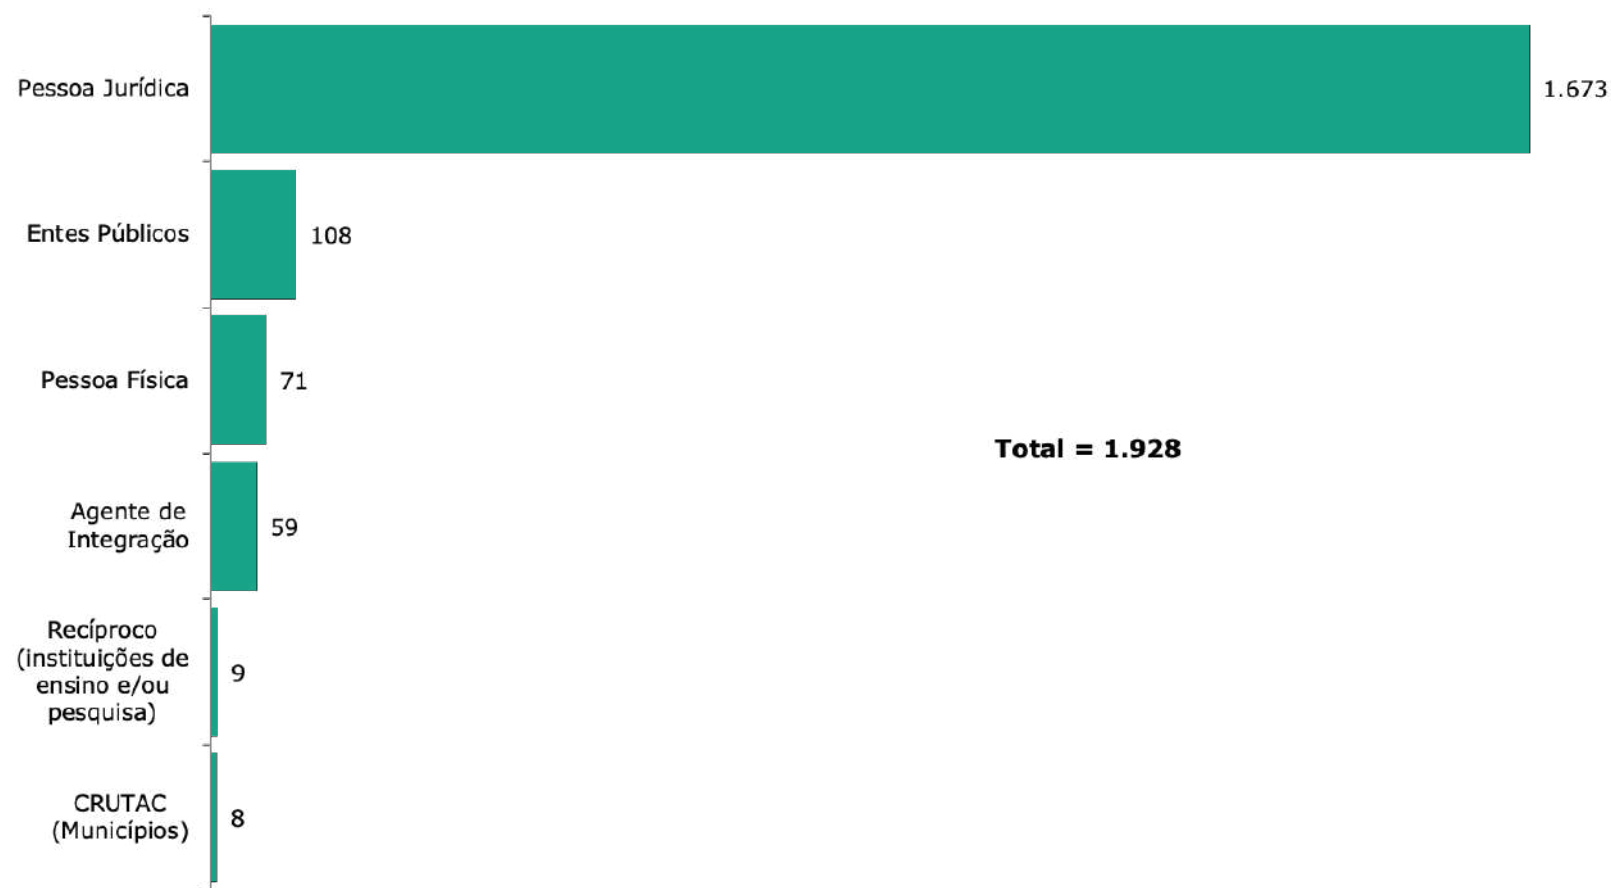 Pessoa Jurídica
1.673
Entes Públicos
108
Pessoa Física
71
Total = 1.928
Agente de
Integração
59
Recíproco
(instituições de
ensino e/ou
pesquisa)
9
CRUTAC
(Municípios)
8